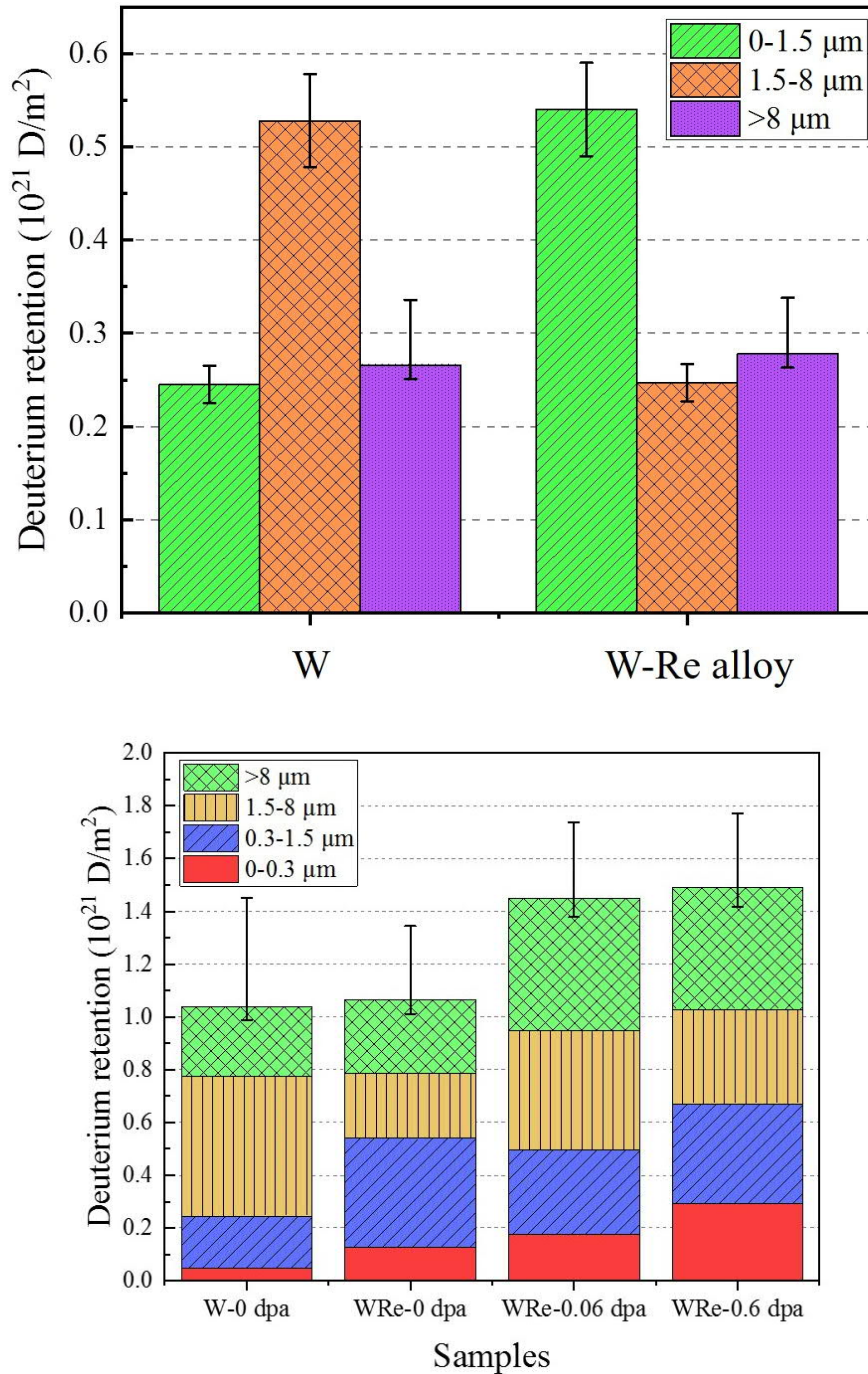 Deuterium retention (10²¹ D/m²)
0.6
0.5
0.4
0.3
0.2
0.1
0.0
0-1.5 μm
1.5-8 μm
>8 μm
W
W-Re alloy
Deuterium retention (10²¹ D/m²)
2.0
1.8
1.6
1.4
1.2
1.0
0.8
0.6
0.4
0.2
0.0
>8 μm
1.5-8 μm
0.3-1.5 μm
0-0.3 μm
W-0 dpa
WRe-0 dpa
WRe-0.06 dpa
WRe-0.6 dpa
Samples